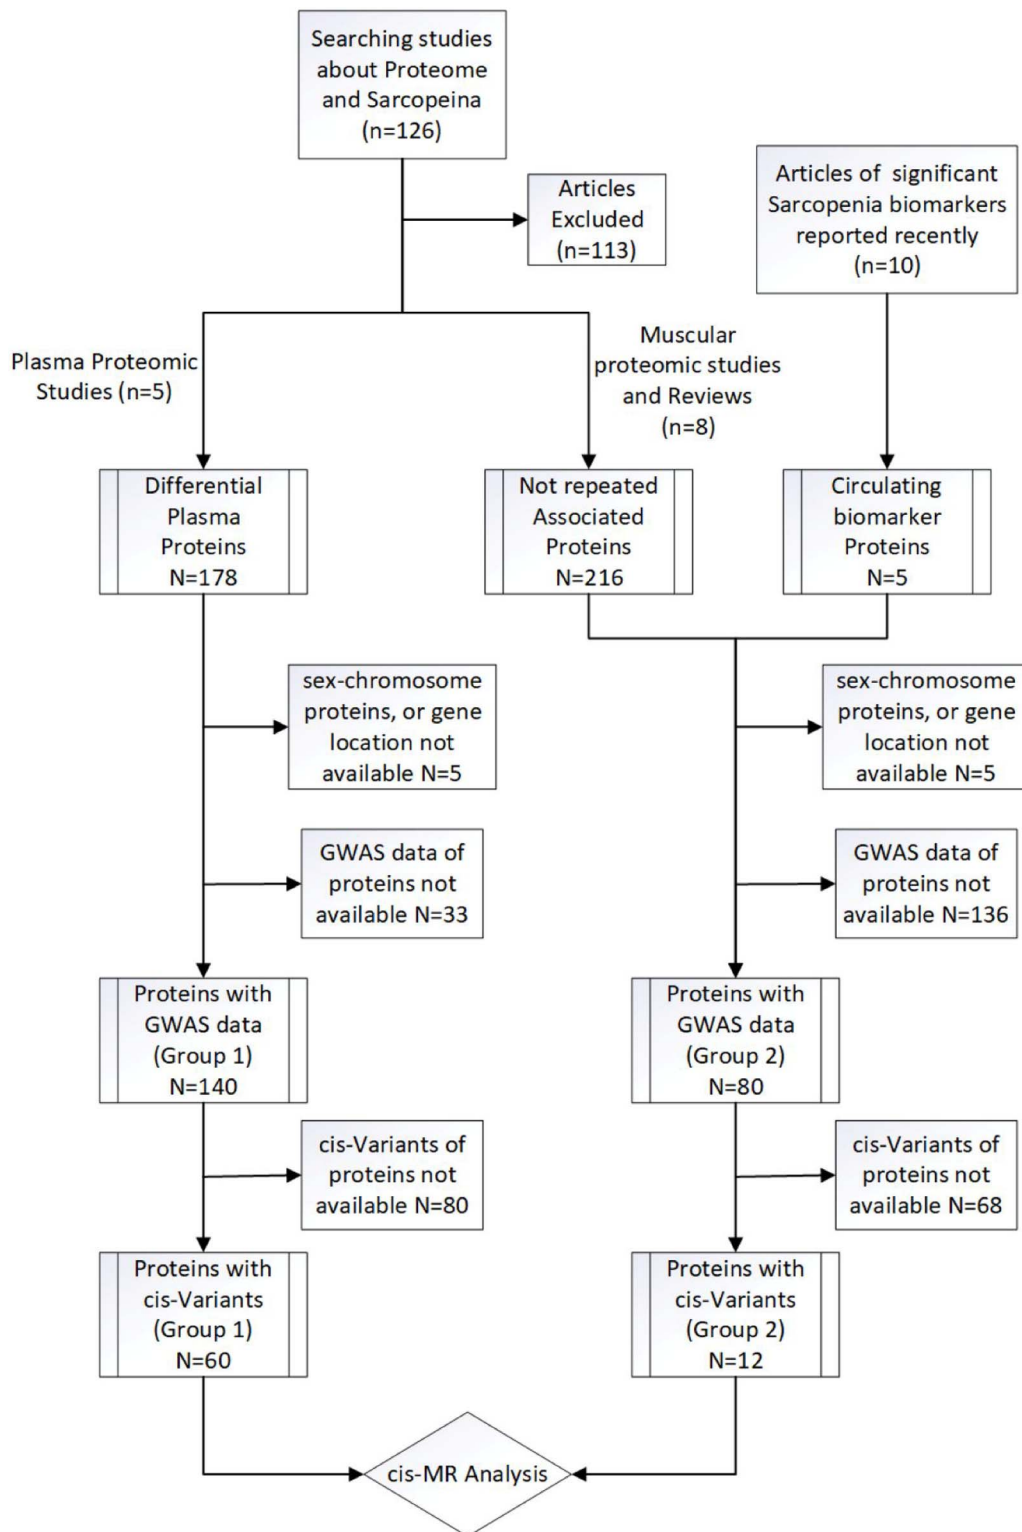 Searching studies
about Proteome
and Sarcopeina
(n=126)
Articles
Excluded
(n=113)
Articles of significant
Sarcopenia biomarkers
reported recently
(n=10)
Plasma Proteomic
Studies (n=5)
Muscular
proteomic studies
and Reviews
(n=8)
Differential
Plasma
Proteins
N=178
Not repeated
Associated
Proteins
N=216
Circulating
biomarker
Proteins
N=5
sex-chromosome
proteins, or gene
location not
available N=5
sex-chromosome
proteins, or gene
location not
available N=5
GWAS data of
proteins not
available N=33
GWAS data of
proteins not
available N=136
Proteins with
GWAS data
(Group 1)
N=140
Proteins with
GWAS data
(Group 2)
N=80
cis-Variants of
proteins not
available N=80
cis-Variants of
proteins not
available N=68
Proteins with
cis-Variants
(Group 1)
N=60
Proteins with
cis-Variants
(Group 2)
N=12
cis-MR Analysis